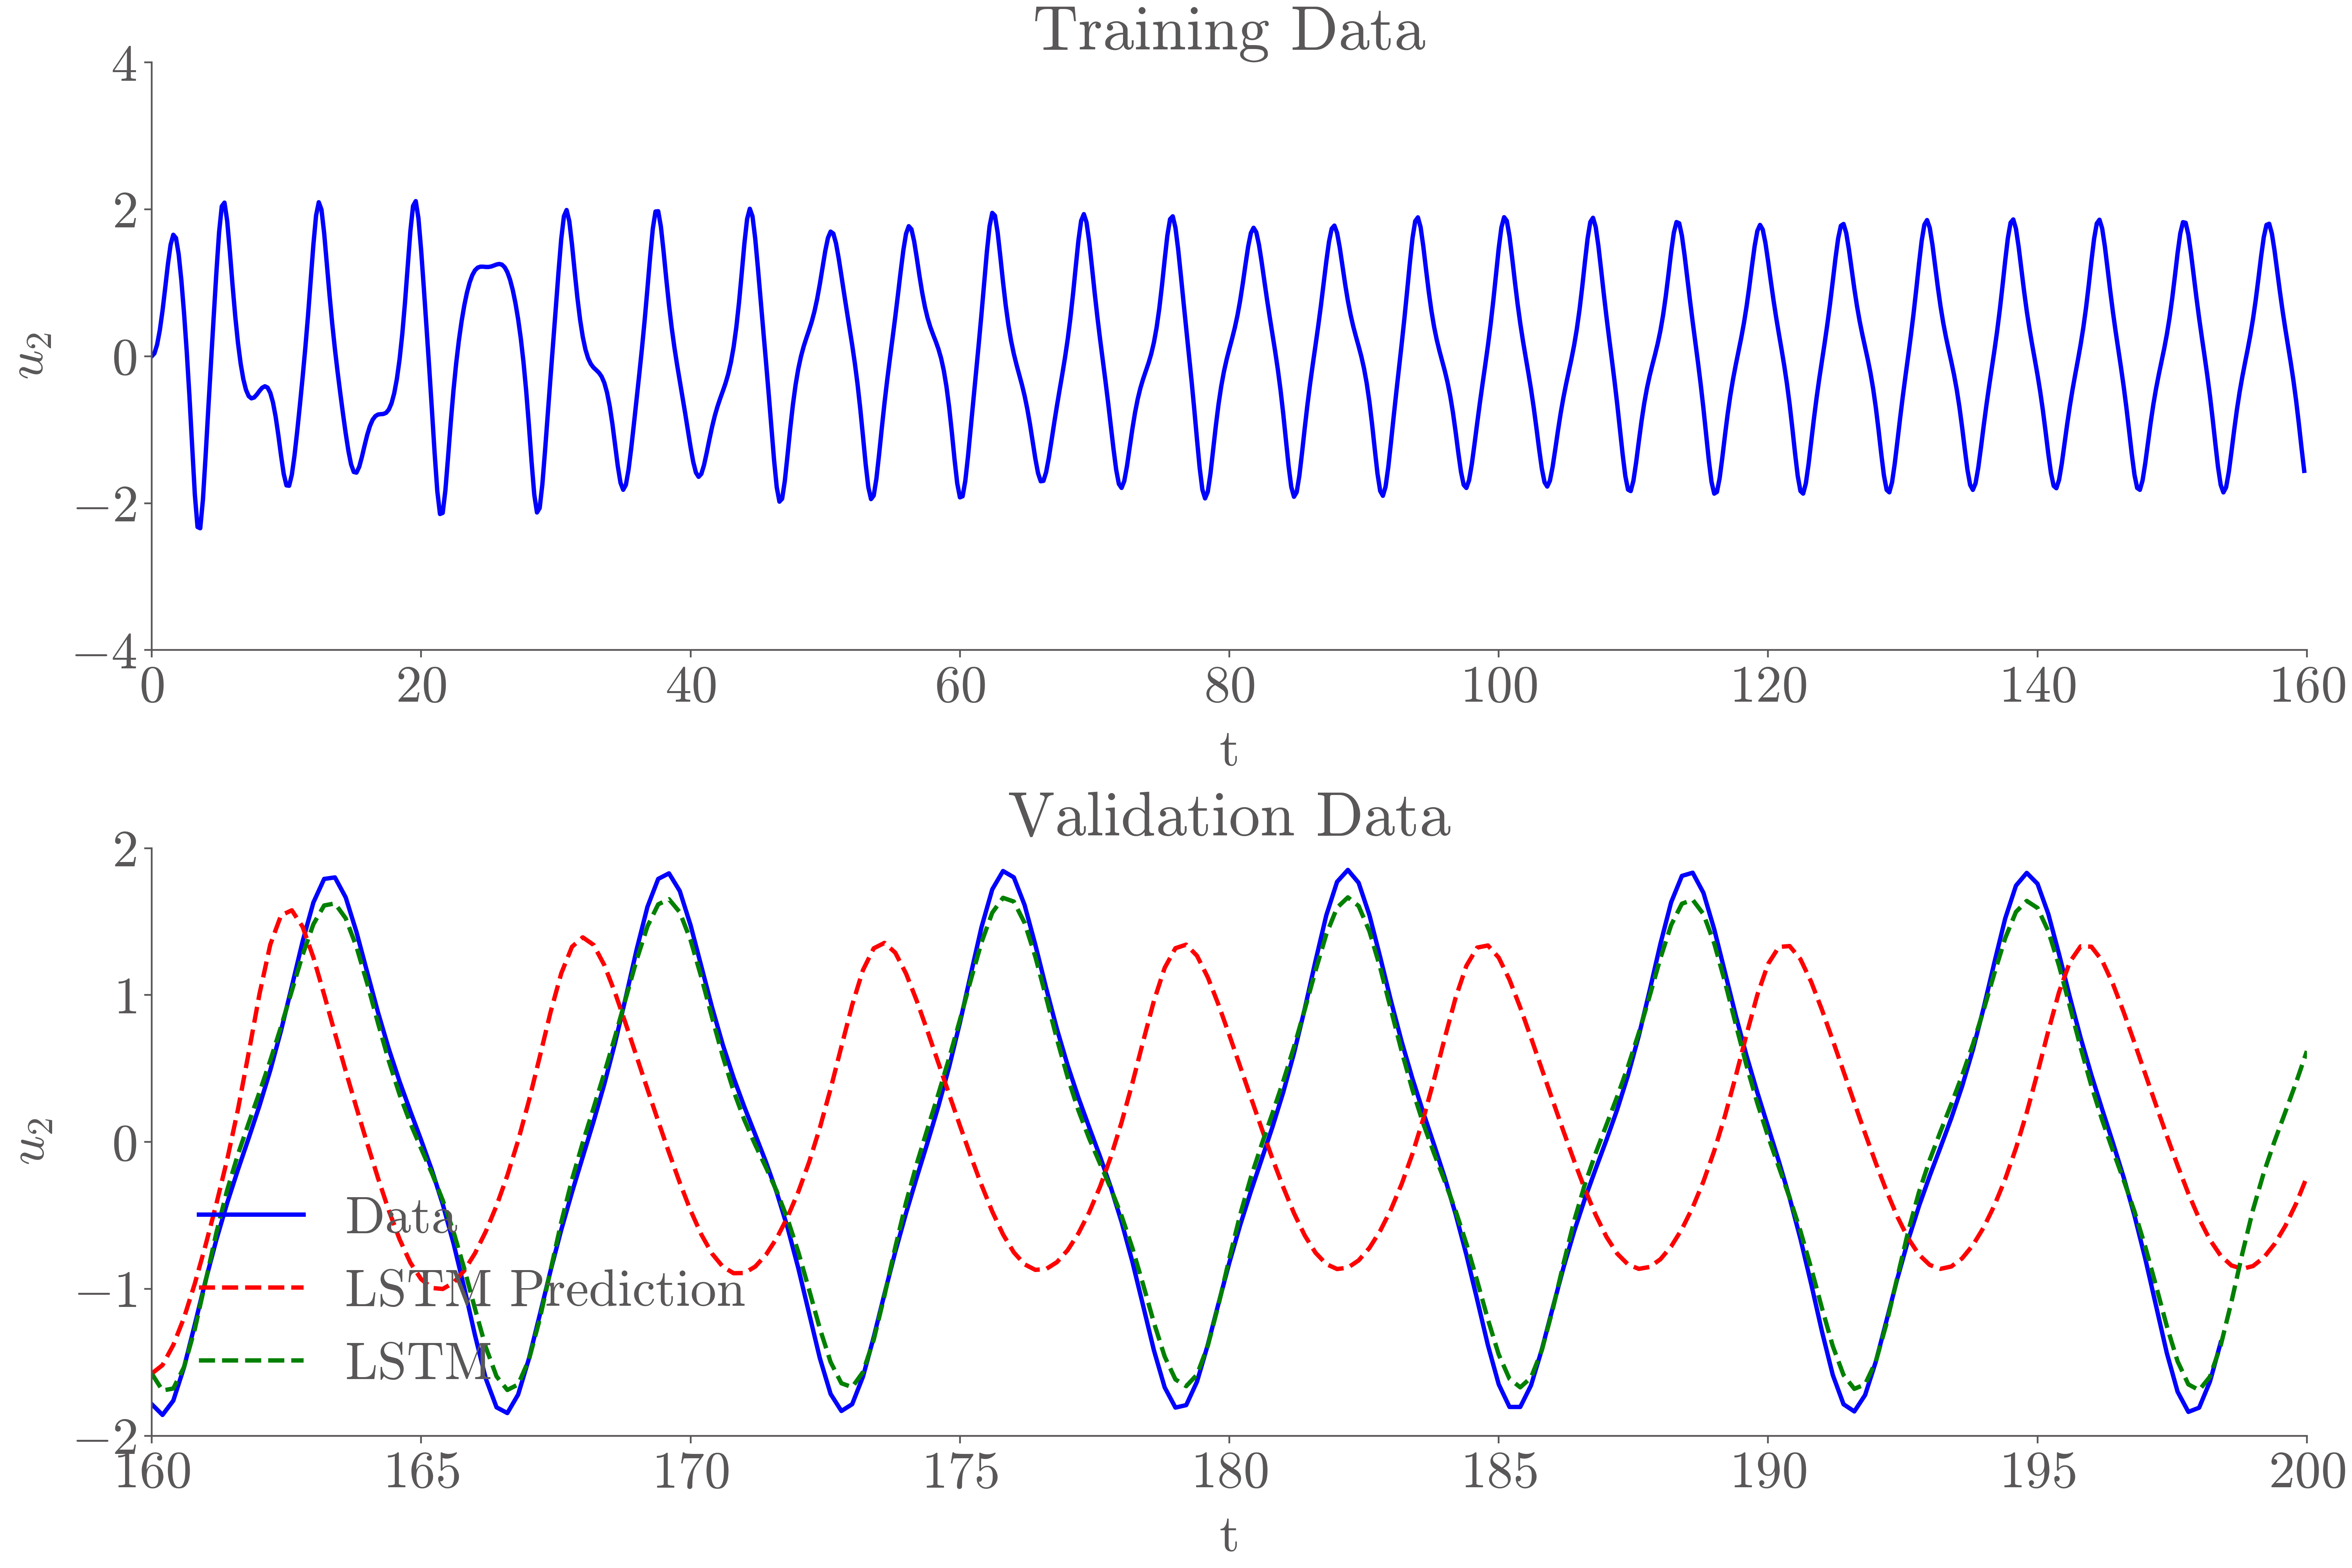 Training Data
4
2
0
−2
−4
u2
0 20 40 60 80 100 120 140 160
t
Validation Data
2
1
0
−1
−2
u2
Data
LSTM Prediction
LSTM
160 165 170 175 180 185 190 195 200
t